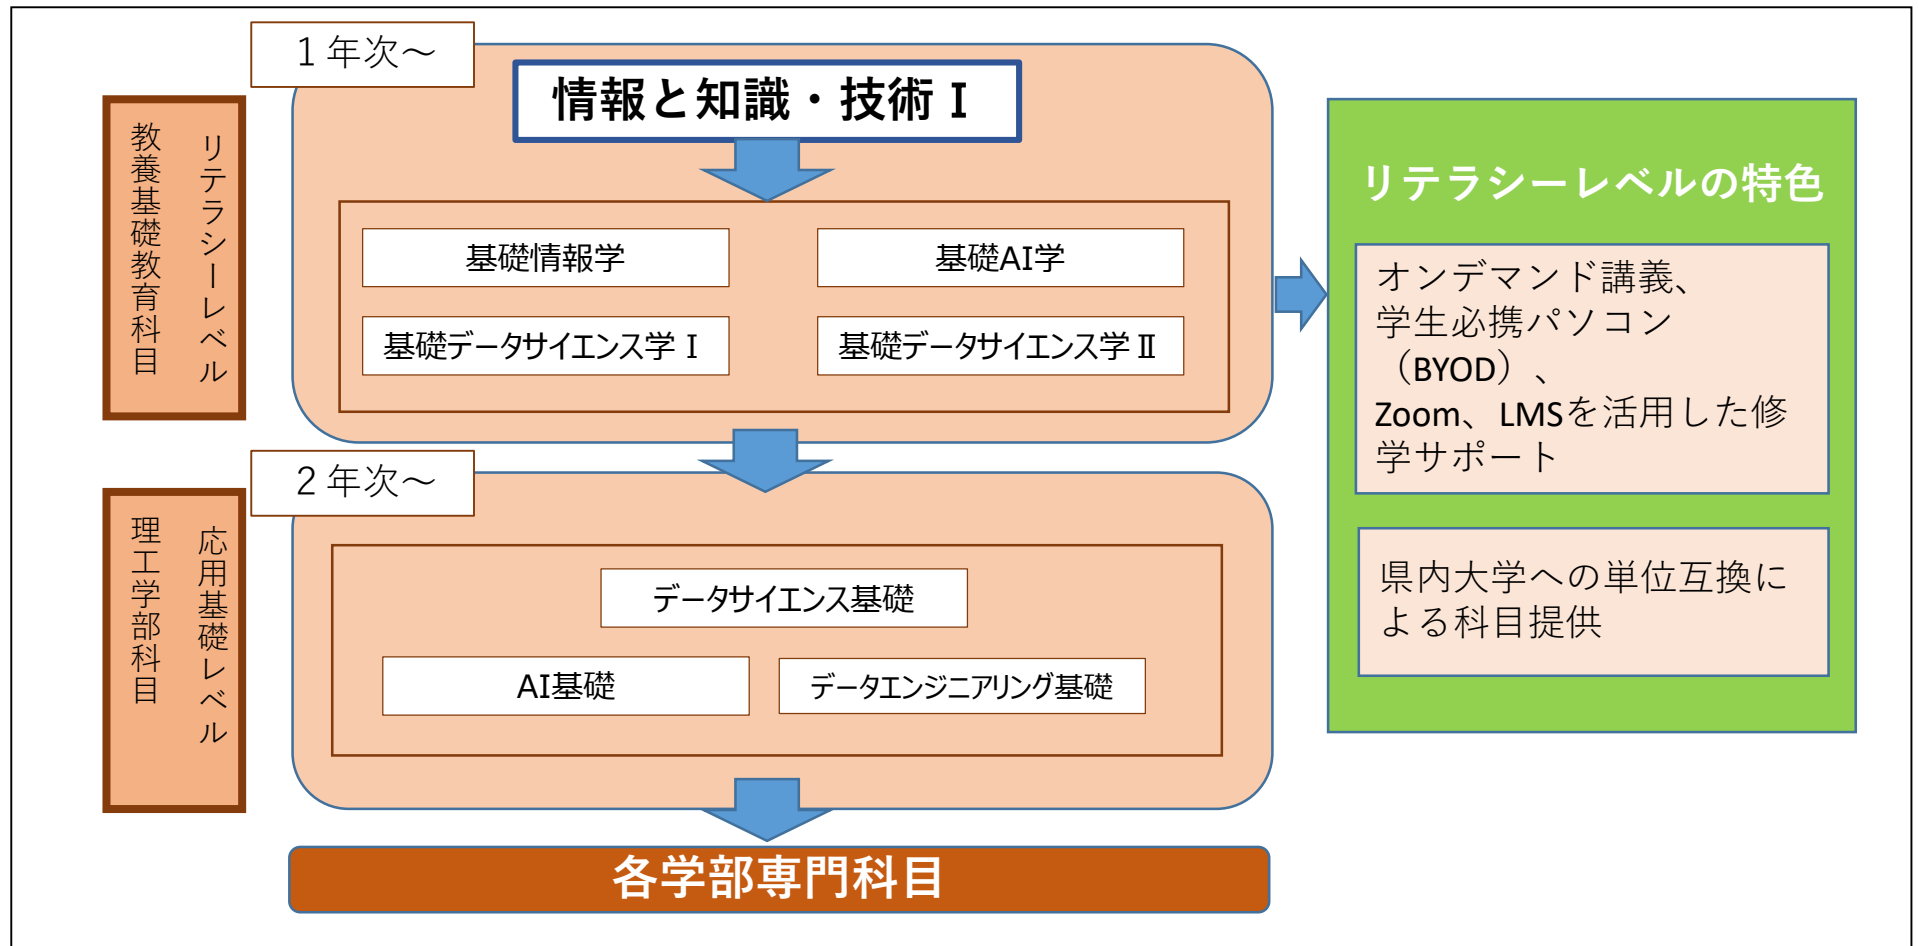 １年次～
情報と知識・技術Ⅰ
リテラシーレベル
教養基礎教育科目
基礎情報学
基礎AI学
基礎データサイエンス学Ⅰ
基礎データサイエンス学Ⅱ
リテラシーレベルの特色
オンデマンド講義、
学生必携パソコン
（BYOD）、
Zoom、LMSを活用した修
学サポート
県内大学への単位互換に
よる科目提供
２年次～
応用基礎レベル
理工学部科目
データサイエンス基礎
AI基礎
データエンジニアリング基礎
各学部専門科目